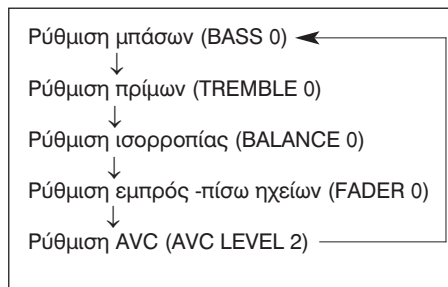 Ρύθμιση μπάσων (BASS 0)
Ρύθμιση πρίμων (TREMBLE 0)
Ρύθμιση ισορροπίας (BALANCE 0)
Ρύθμιση εμπρός -πίσω ηχείων (FADER 0)
Ρύθμιση AVC (AVC LEVEL 2)